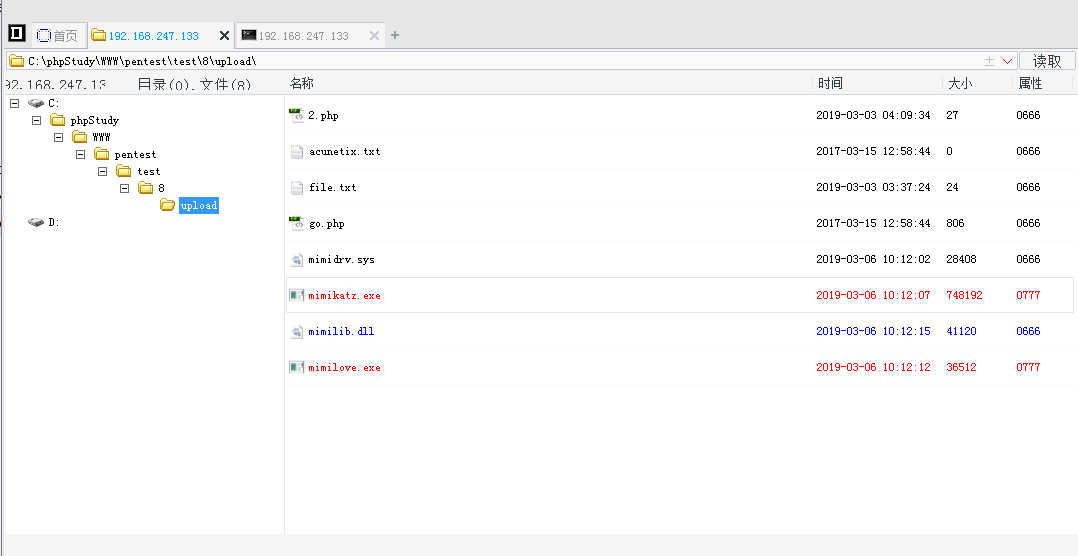 首页 192.168.247.133 192.168.247.133
C:\phpStudy\WWW\pentest\test\8\upload\ 读取
92.168.247.13 目录(0),文件(8) 名称 时间 大小 属性
C:
phpStudy
WWW
pentest
test
8
upload
D:
2.php 2019-03-03 04:09:34 27 0666
acunetix.txt 2017-03-15 12:58:44 0 0666
file.txt 2019-03-03 03:37:24 24 0666
go.php 2017-03-15 12:58:44 806 0666
mimidrv.sys 2019-03-06 10:12:02 28408 0666
mimikatz.exe 2019-03-06 10:12:07 748192 0777
mimilib.dll 2019-03-06 10:12:15 41120 0666
mimilove.exe 2019-03-06 10:12:12 36512 0777